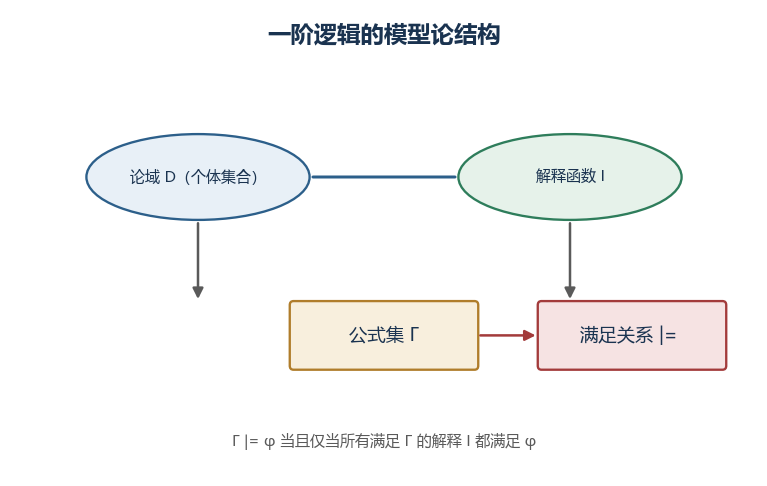 一阶逻辑的模型论结构
论域 D（个体集合）
解释函数 I
公式集 Γ
满足关系 |=
Γ |= φ 当且仅当所有满足 Γ 的解释 I 都满足 φ